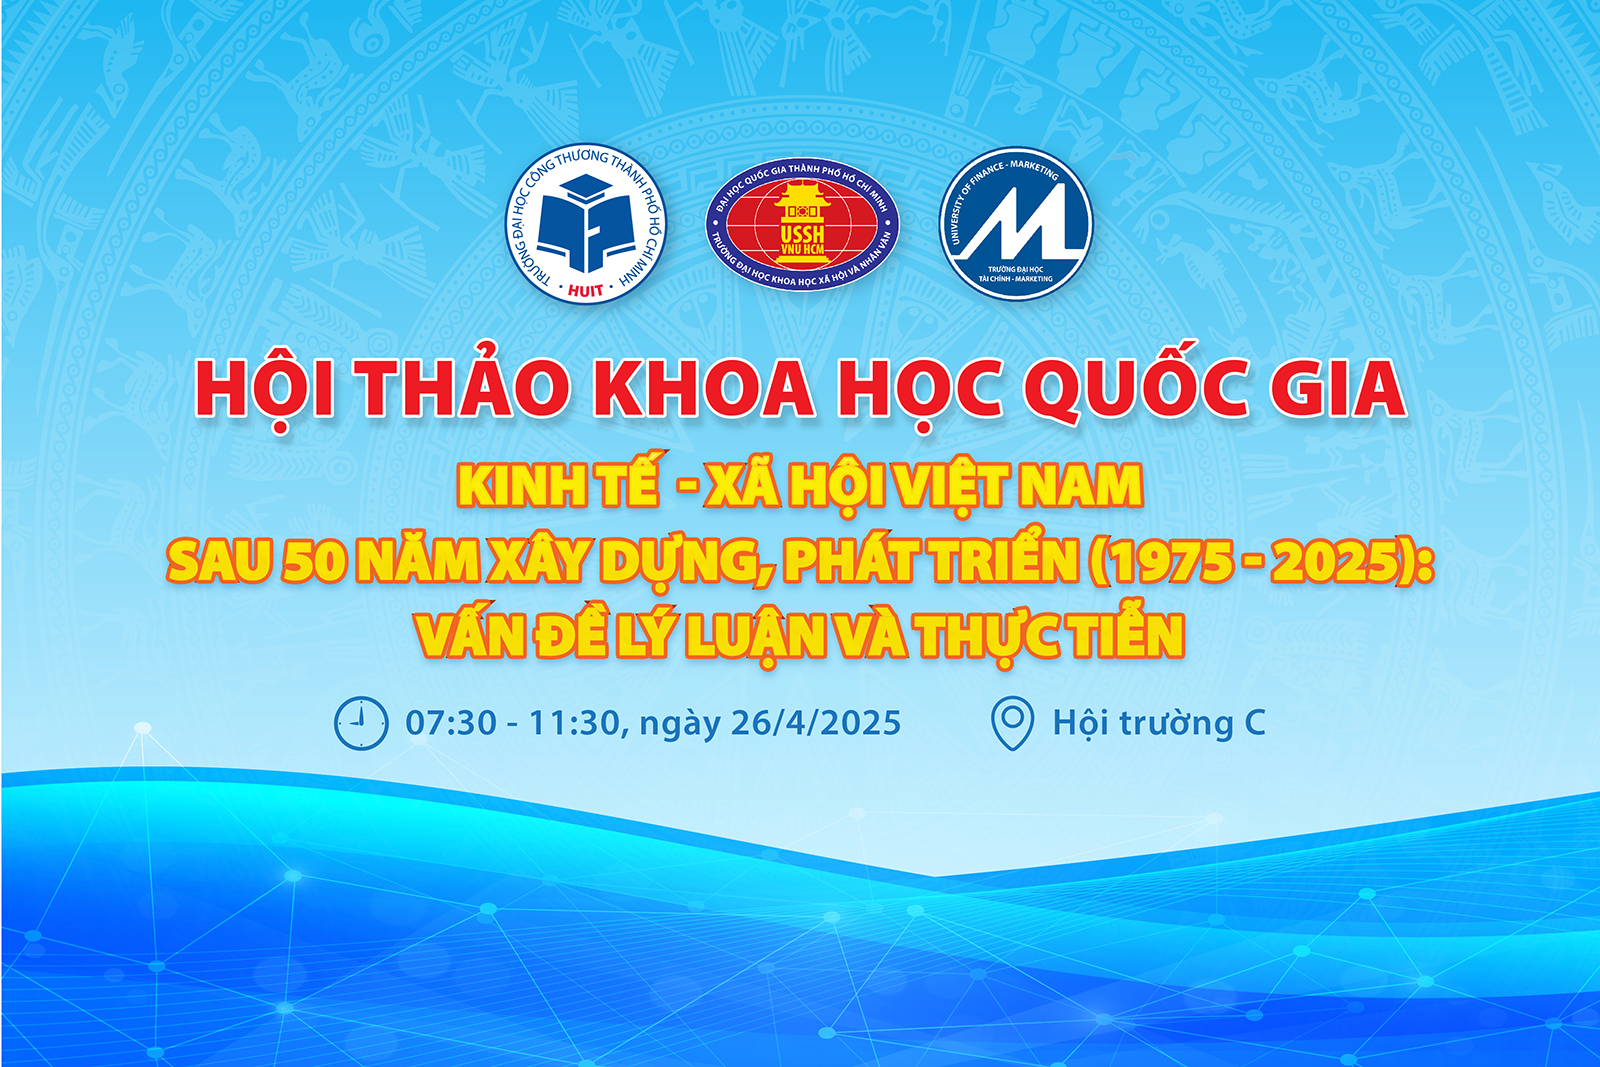 TRƯỜNG ĐẠI HỌC CÔNG THƯƠNG THÀNH PHỐ HỒ CHÍ MINH
HUIT
ĐẠI HỌC QUỐC GIA THÀNH PHỐ HỒ CHÍ MINH
USSH
VNU HCM
TRƯỜNG ĐẠI HỌC KHOA HỌC XÃ HỘI VÀ NHÂN VĂN
UNIVERSITY OF FINANCE - MARKETING
TRƯỜNG ĐẠI HỌC
TÀI CHÍNH - MARKETING
HỘI THẢO KHOA HỌC QUỐC GIA
KINH TẾ - XÃ HỘI VIỆT NAM
SAU 50 NĂM XÂY DỰNG, PHÁT TRIỂN (1975 - 2025):
VẤN ĐỀ LÝ LUẬN VÀ THỰC TIỄN
07:30 - 11:30, ngày 26/4/2025
Hội trường C